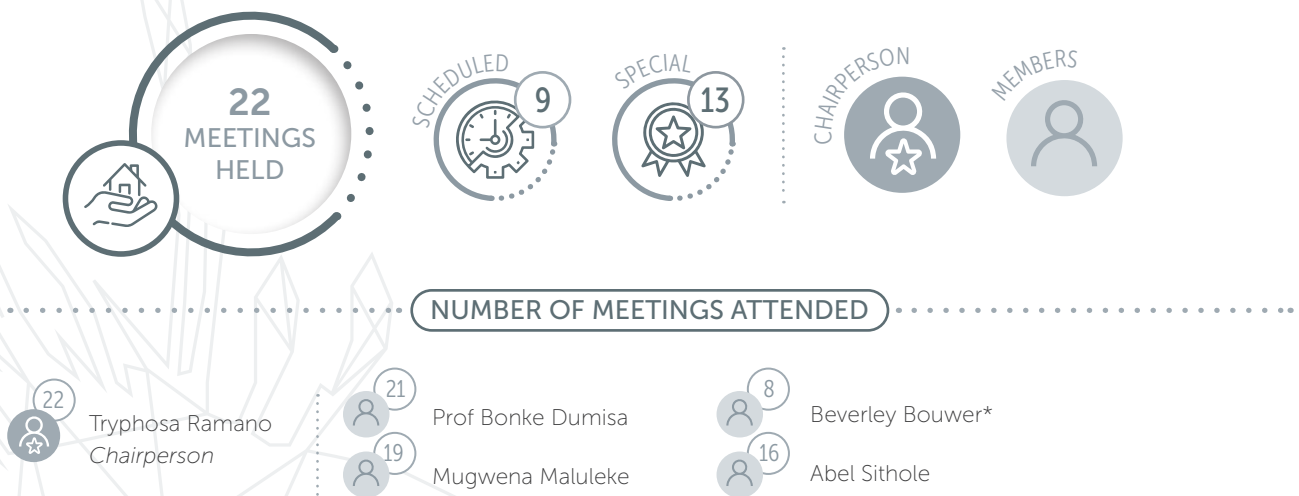 22
MEETINGS
HELD
SCHEDULED
9
SPECIAL
13
CHAIRPERSON
MEMBERS
NUMBER OF MEETINGS ATTENDED
22
Tryphosa Ramano
Chairperson
21
Prof Bonke Dumisa
19
Mugwena Maluleke
8
Beverley Bouwer*
16
Abel Sithole